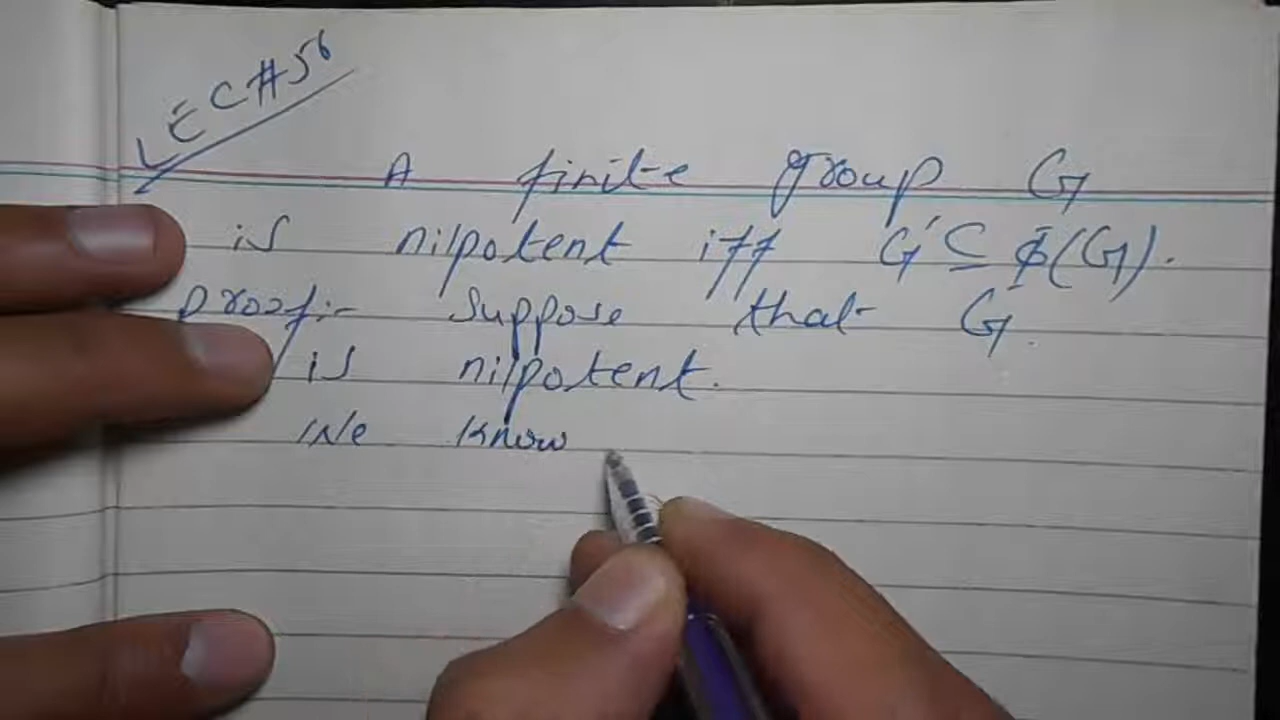 LEC#56
A finite group G
is nilpotent iff G' ⊆ Φ(G).
Proof:- Suppose that G
is nilpotent.
We know